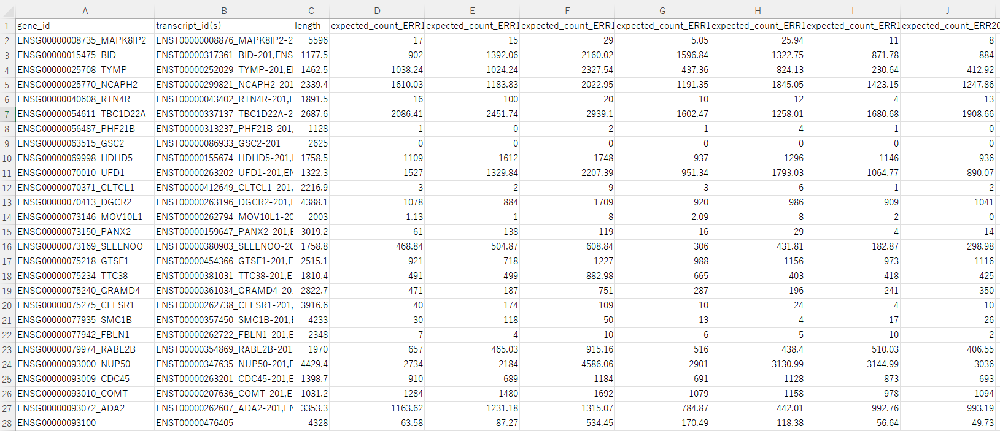 A B C D E F G H I J
1 gene_id transcript_id(s) length expected_count_ERR1 expected_count_ERR1 expected_count_ERR1 expected_count_ERR1 expected_count_ERR1 expected_count_ERR1 expected_count_ERR20
2 ENSG00000008735_MAPK8IP2 ENST00000008876_MAPK8IP2-2 5596 17 15 29 5.05 25.94 11 8
3 ENSG00000015475_BID ENST00000317361_BID-201,ENS 1177.5 902 1392.06 2160.02 1596.84 1322.75 871.78 884
4 ENSG00000025708_TYMP ENST00000252029_TYMP-201,E 1462.5 1038.24 1024.24 2327.54 437.36 824.13 230.64 412.92
5 ENSG00000025770_NCAPH2 ENST00000299821_NCAPH2-201 2339.4 1610.03 1183.83 2022.95 1191.35 1845.05 1423.15 1247.86
6 ENSG00000040608_RTN4R ENST00000043402_RTN4R-201,E 1891.5 16 100 20 10 12 4 13
7 ENSG00000054611_TBC1D22A ENST00000337137_TBC1D22A-2 2687.6 2086.41 2451.74 2939.1 1602.47 1258.01 1680.68 1908.66
8 ENSG00000056487_PHF21B ENST00000313237_PHF21B-201, 1128 1 0 2 1 4 1 0
9 ENSG00000063515_GSC2 ENST00000086933_GSC2-201 2625 0 0 0 0 0 0 0
10 ENSG00000069998_HDHD5 ENST00000155674_HDHD5-201, 1758.5 1109 1612 1748 937 1296 1146 936
11 ENSG00000070010_UFD1 ENST00000263202_UFD1-201,EN 1322.3 1527 1329.84 2207.39 951.34 1793.03 1064.77 890.07
12 ENSG00000070371_CLTCL1 ENST00000412649_CLTCL1-201, 2216.9 3 2 9 3 6 1 2
13 ENSG00000070413_DGCR2 ENST00000263196_DGCR2-201,E 4388.1 1078 884 1709 920 986 909 1041
14 ENSG00000073146_MOV10L1 ENST00000262794_MOV10L1-20 2003 1.13 1 8 2.09 8 2 0
15 ENSG00000073150_PANX2 ENST00000159647_PANX2-201,E 3019.2 61 138 119 16 29 4 14
16 ENSG00000073169_SELENOO ENST00000380903_SELENOO-20 1758.8 468.84 504.87 608.84 306 431.81 182.87 298.98
17 ENSG00000075218_GTSE1 ENST00000454366_GTSE1-201,E 2515.1 921 718 1227 988 1156 973 1116
18 ENSG00000075234_TTC38 ENST00000381031_TTC38-201,E 1810.4 491 499 882.98 665 403 418 425
19 ENSG00000075240_GRAMD4 ENST00000361034_GRAMD4-20 2822.7 471 187 751 287 196 241 350
20 ENSG00000075275_CELSR1 ENST00000262738_CELSR1-201, 3916.6 40 174 109 10 24 4 10
21 ENSG00000077935_SMC1B ENST00000357450_SMC1B-201, 4233 30 118 50 13 4 17 26
22 ENSG00000077942_FBLN1 ENST00000262722_FBLN1-201,E 2348 7 4 10 6 5 10 2
23 ENSG00000079974_RABL2B ENST00000354869_RABL2B-201 1970 657 465.03 915.16 516 438.4 510.03 406.55
24 ENSG00000093000_NUP50 ENST00000347635_NUP50-201,E 4429.4 2734 2184 4586.06 2901 3130.99 3144.99 3036
25 ENSG00000093009_CDC45 ENST00000263201_CDC45-201,E 1398.7 910 689 1184 691 1128 873 693
26 ENSG00000093010_COMT ENST00000207636_COMT-201,E 1031.2 1284 1480 1692 1079 1158 978 1094
27 ENSG00000093072_ADA2 ENST00000262607_ADA2-201,EN 3353.3 1163.62 1231.18 1315.07 784.87 442.01 992.76 993.19
28 ENSG00000093100 ENST00000476405 4328 63.58 87.27 534.45 170.49 118.38 56.64 49.73